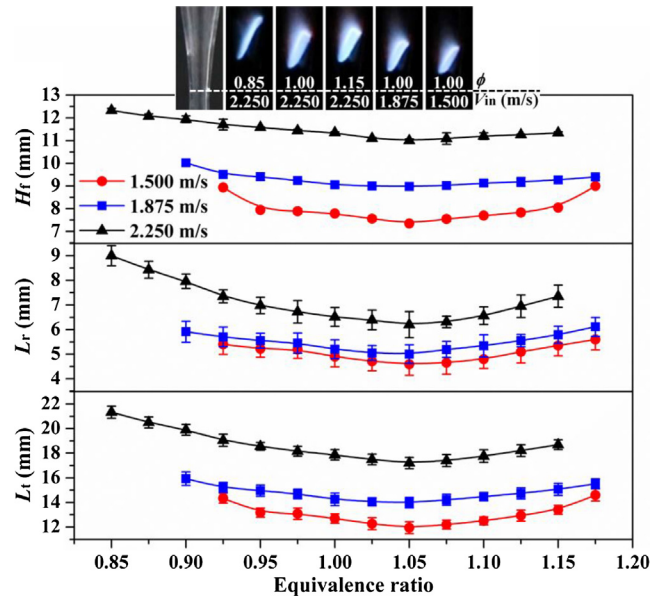 0.85 1.00 1.15 1.00 1.00 ϕ
2.250 2.250 2.250 1.875 1.500 Vin (m/s)
13
12
11
10
9
8
7
Hf (mm)
1.500 m/s
1.875 m/s
2.250 m/s
9
8
7
6
5
4
Lr (mm)
22
20
18
16
14
12
Lt (mm)
0.85 0.90 0.95 1.00 1.05 1.10 1.15 1.20
Equivalence ratio